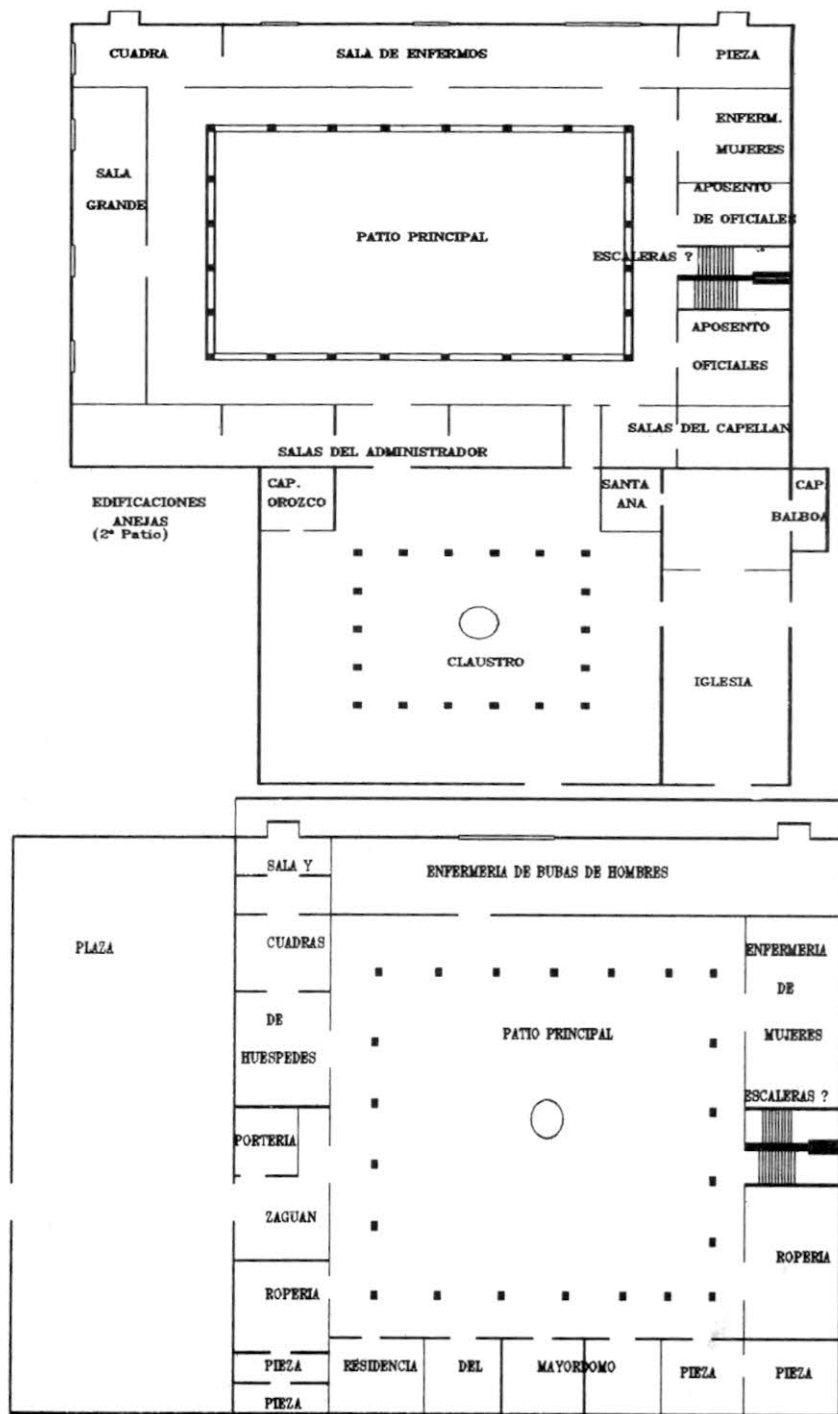 CUADRA
SALA DE ENFERMOS
PIEZA
ENFERM.
MUJERES
SALA
GRANDE
APOSENTO
DE OFICIALES
PATIO PRINCIPAL
ESCALERAS ?
APOSENTO
OFICIALES
SALAS DEL CAPELLAN
SALAS DEL ADMINISTRADOR
CAP.
OROZCO
SANTA
ANA
CAP.
BALBOA
EDIFICACIONES
ANEJAS
(2ª Patio)
CLAUSTRO
IGLESIA
SALA Y
ENFERMERIA DE BUBAS DE HOMBRES
PLAZA
CUADRAS
ENFERMERIA
DE
MUJERES
DE
HUESPEDES
PATIO PRINCIPAL
ESCALERAS ?
PORTERIA
ZAGUAN
ROPERIA
ROPERIA
PIEZA
RESIDENCIA
DEL
MAYORDOMO
PIEZA
PIEZA
PIEZA